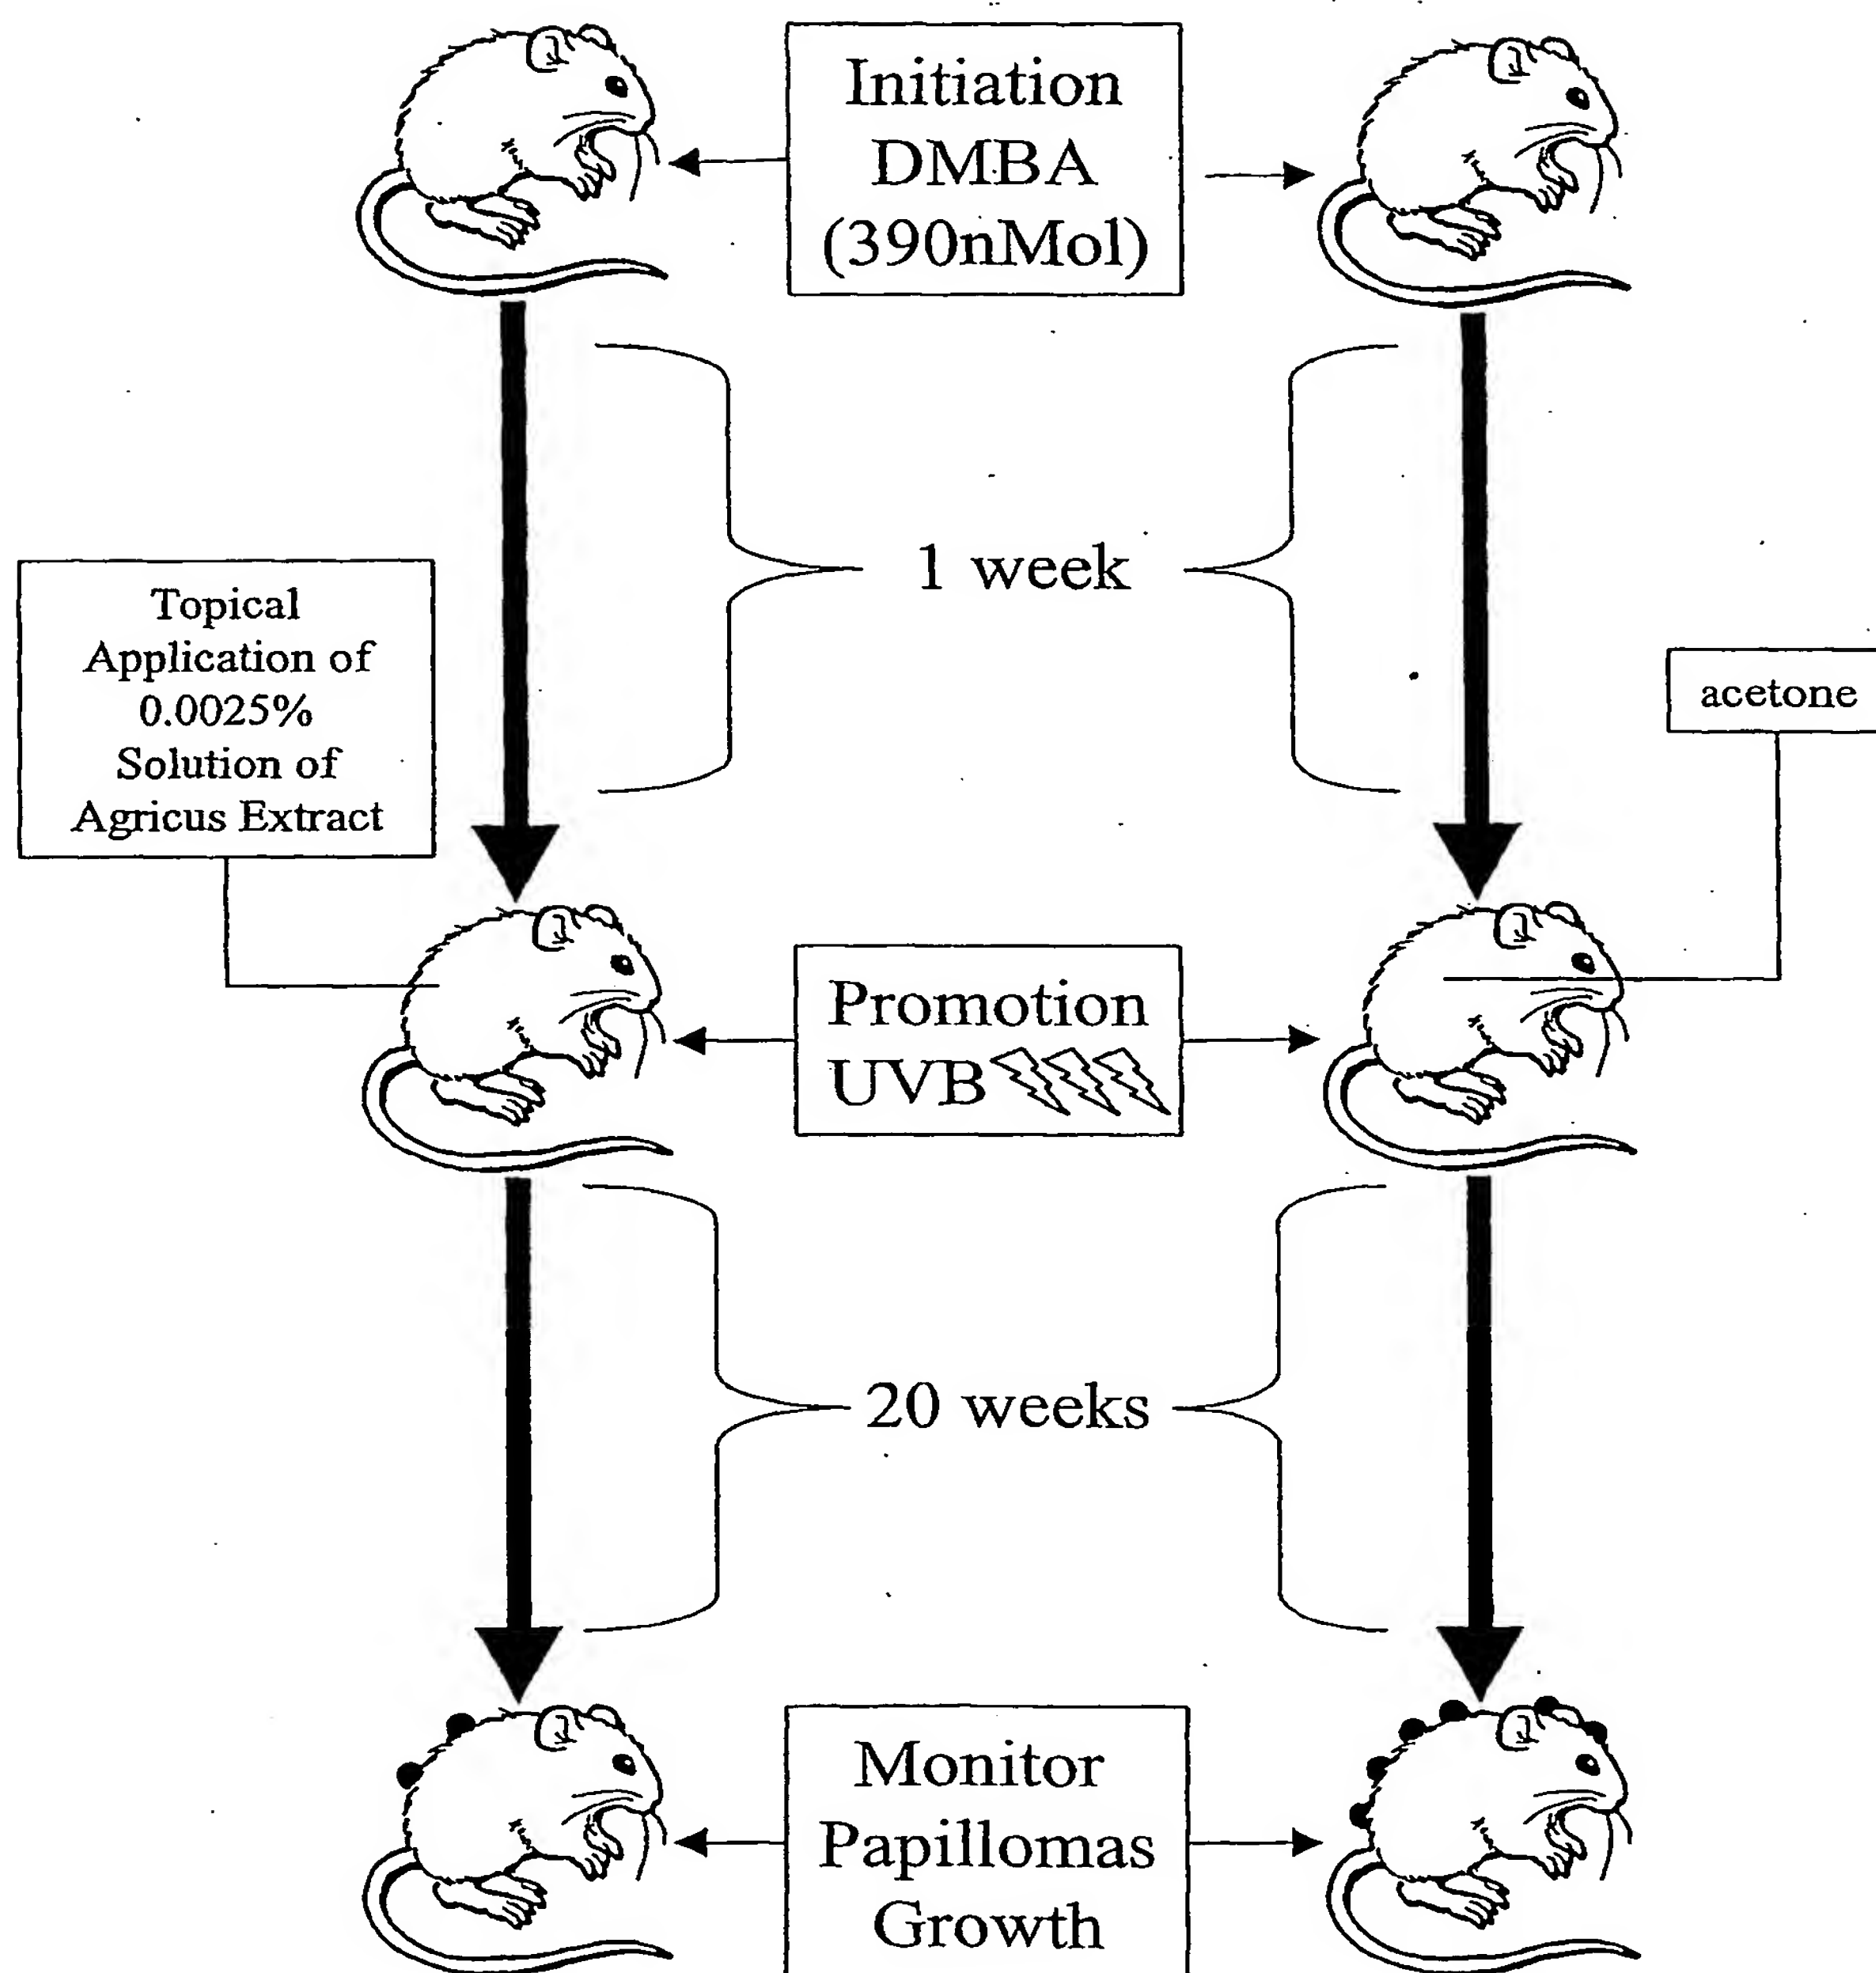 Initiation
DMBA
(390nMol)
1 week
Topical
Application of
0.0025%
Solution of
Agricus Extract
acetone
Promotion
UVB
20 weeks
Monitor
Papillomas
Growth